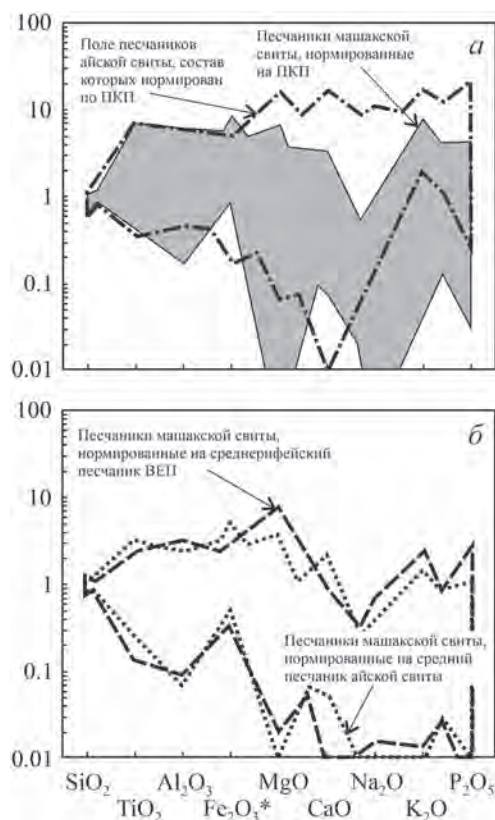 100
а
Поле песчаников
айской свиты, состав
которых нормирован
по ПКП
Песчаники машакской
свиты, нормированные
на ПКП
10
1
0.1
0.01
100
б
Песчаники машакской свиты,
нормированные на среднерифейский
песчаник ВЕП
10
1
0.1
Песчаники машакской свиты,
нормированные на средний
песчаник айской свиты
0.01
SiO₂ Al₂O₃ MgO Na₂O P₂O₅
TiO₂ Fe₂O₃* CaO K₂O